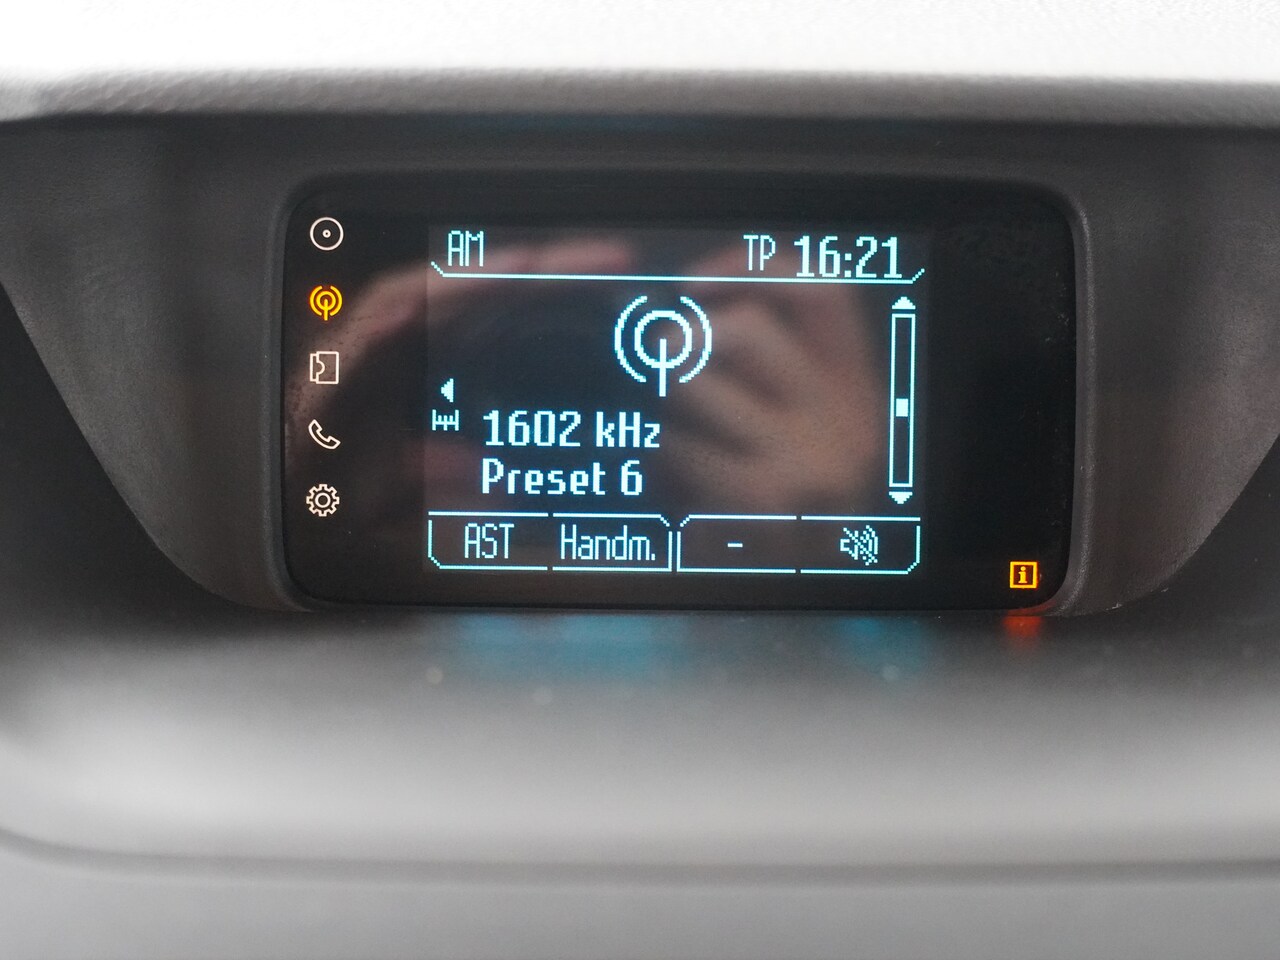 AM TP 16:21
1602 kHz
Preset 6
AST Handm. -
i